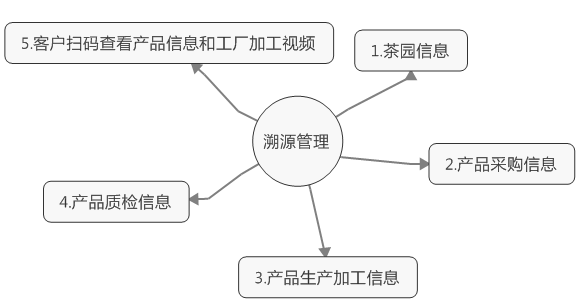 5.客户扫码查看产品信息和工厂加工视频
1.茶园信息
溯源管理
2.产品采购信息
4.产品质检信息
3.产品生产加工信息